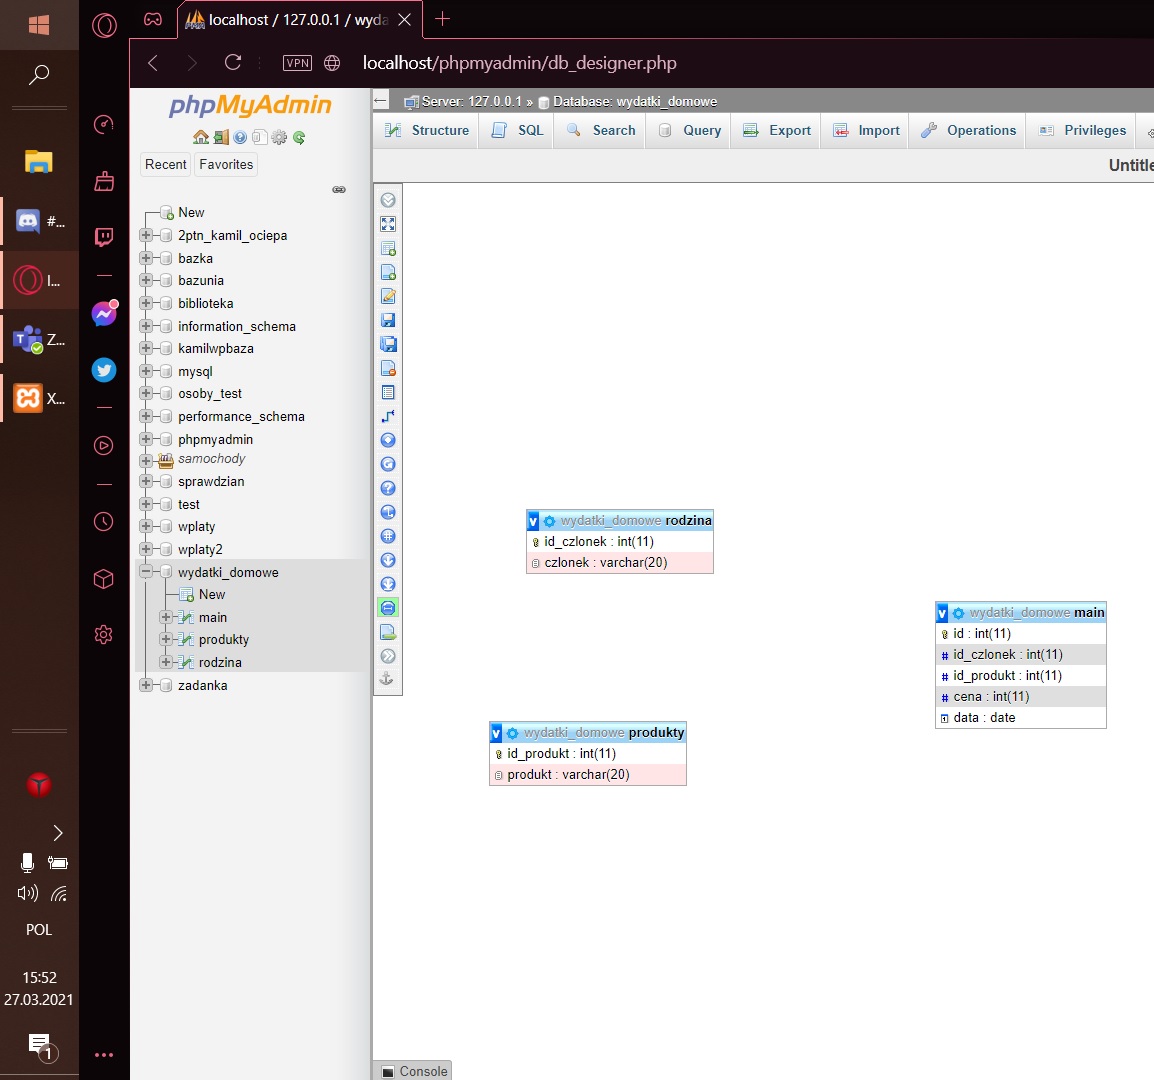 localhost / 127.0.0.1 / wyda
VPN
localhost/phpmyadmin/db_designer.php
phpMyAdmin
Recent
Favorites
New
2ptn_kamil_ociepa
bazka
bazunia
biblioteka
information_schema
kamilwpbaza
mysql
osoby_test
performance_schema
phpmyadmin
samochody
sprawdzian
test
wplaty
wplaty2
wydatki_domowe
New
main
produkty
rodzina
zadanka
Server: 127.0.0.1 » Database: wydatki_domowe
Structure SQL Search Query Export Import Operations Privileges
Untitle
v wydatki_domowe rodzina
id_czlonek : int(11)
czlonek : varchar(20)
v wydatki_domowe main
id : int(11)
# id_czlonek : int(11)
# id_produkt : int(11)
# cena : int(11)
data : date
v wydatki_domowe produkty
id_produkt : int(11)
produkt : varchar(20)
Console
#...
I...
Z...
X...
POL
15:52
27.03.2021
1